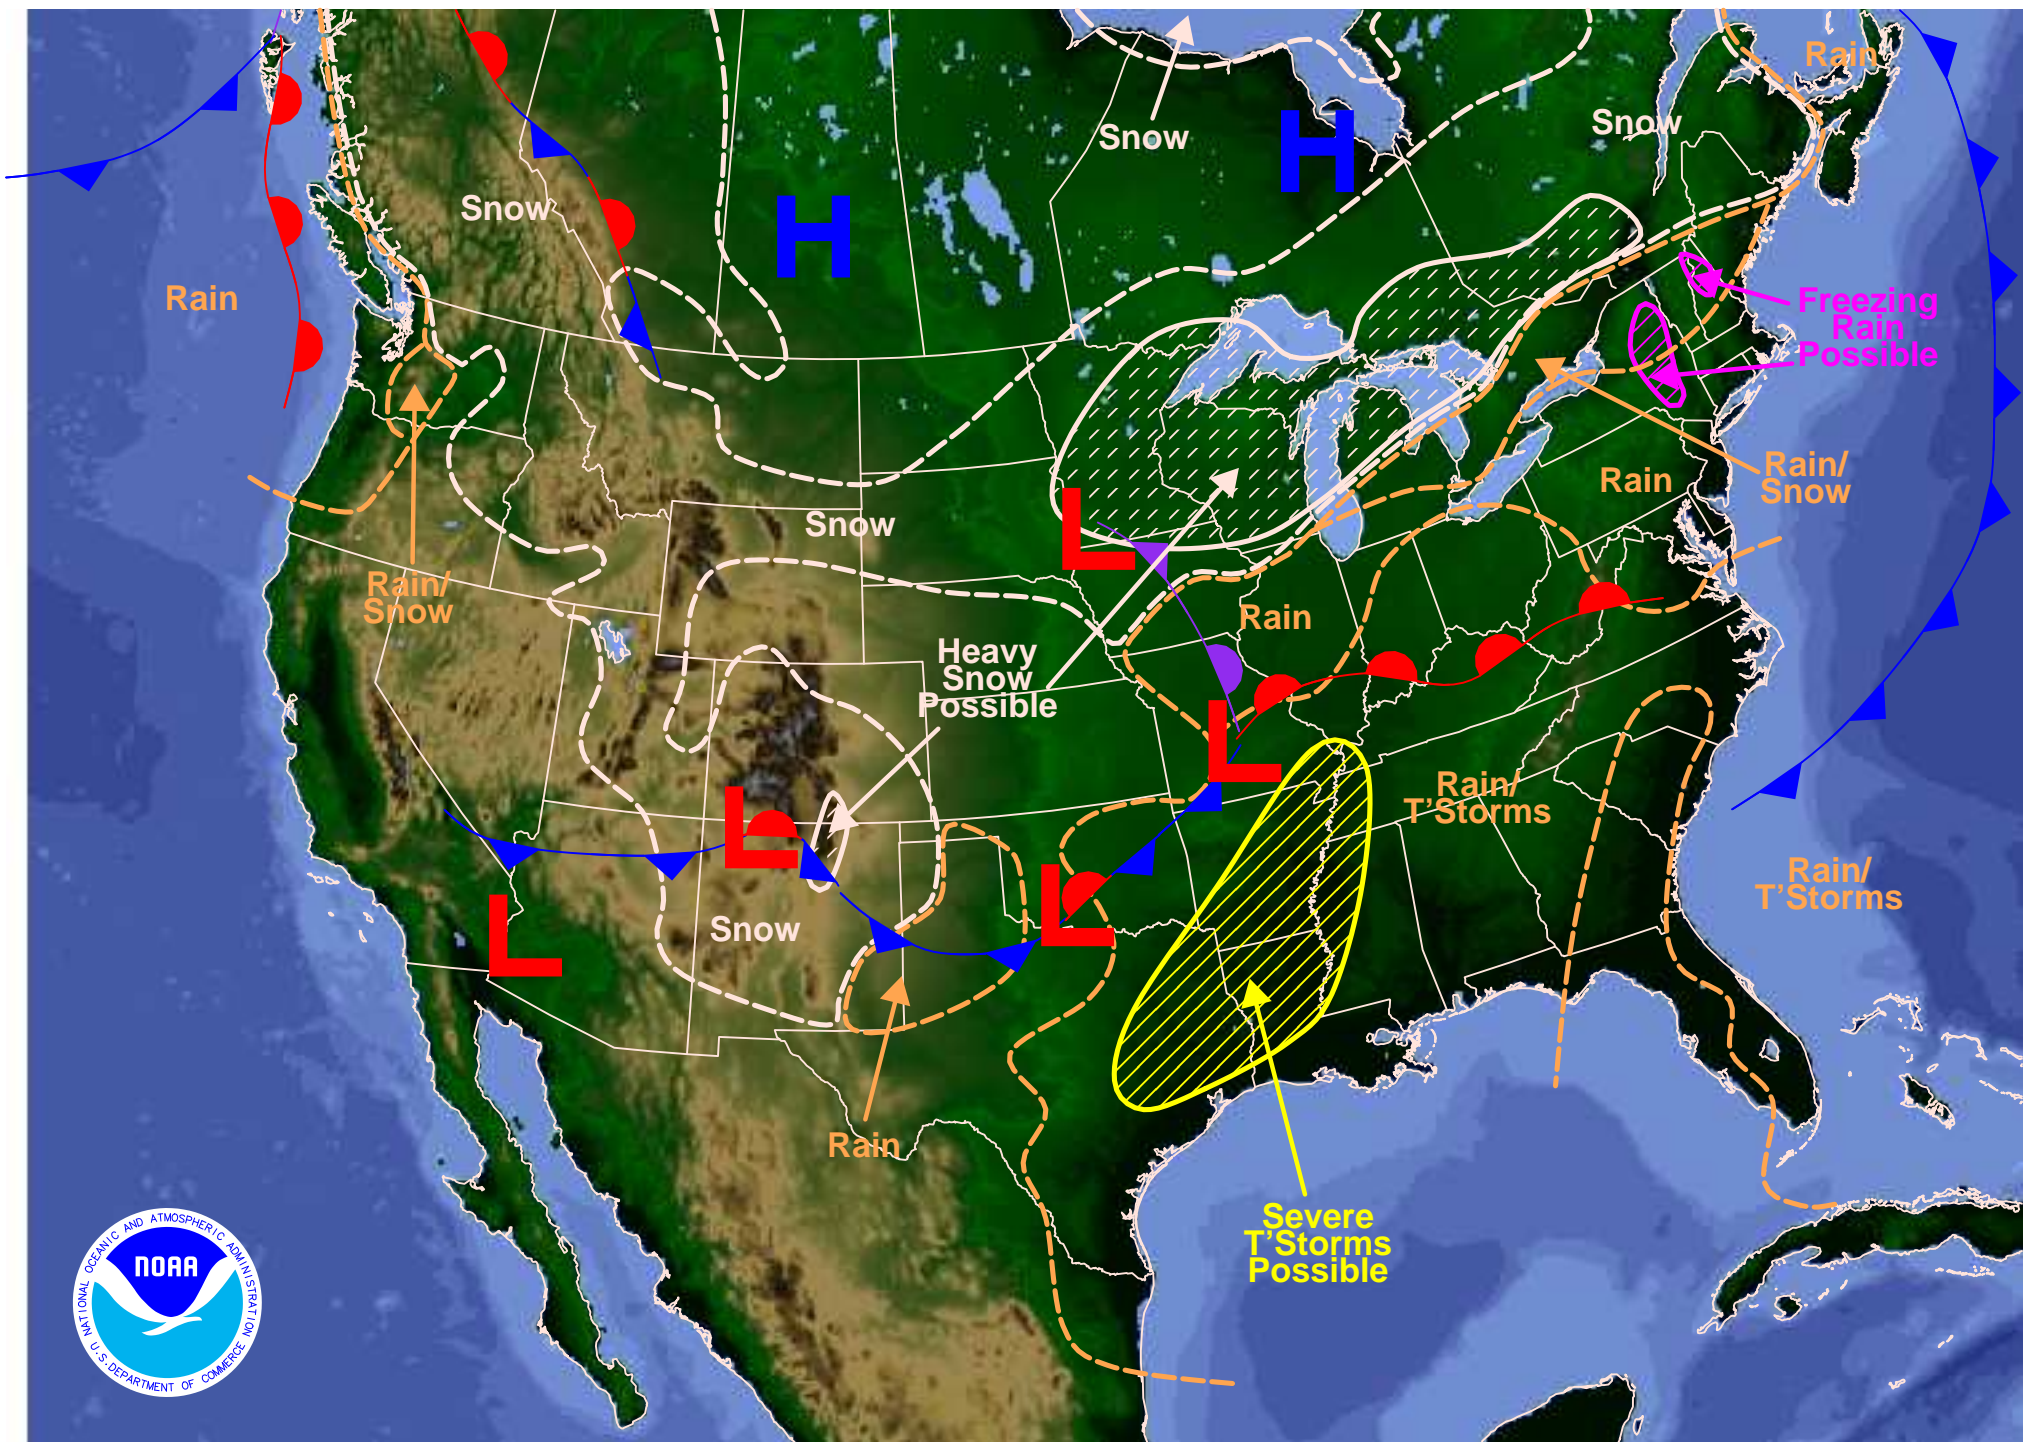 Rain
Snow
Snow
H
H
Snow
Rain
Freezing
Rain
Possible
Rain/
Snow
Rain
L
Snow
Rain/
Snow
Rain
Heavy
Snow
Possible
L
Rain/
T'Storms
L
L
Rain/
T'Storms
L
Snow
Rain
Severe
T'Storms
Possible
NATIONAL OCEANIC AND ATMOSPHERIC ADMINISTRATION
NOAA
U.S. DEPARTMENT OF COMMERCE